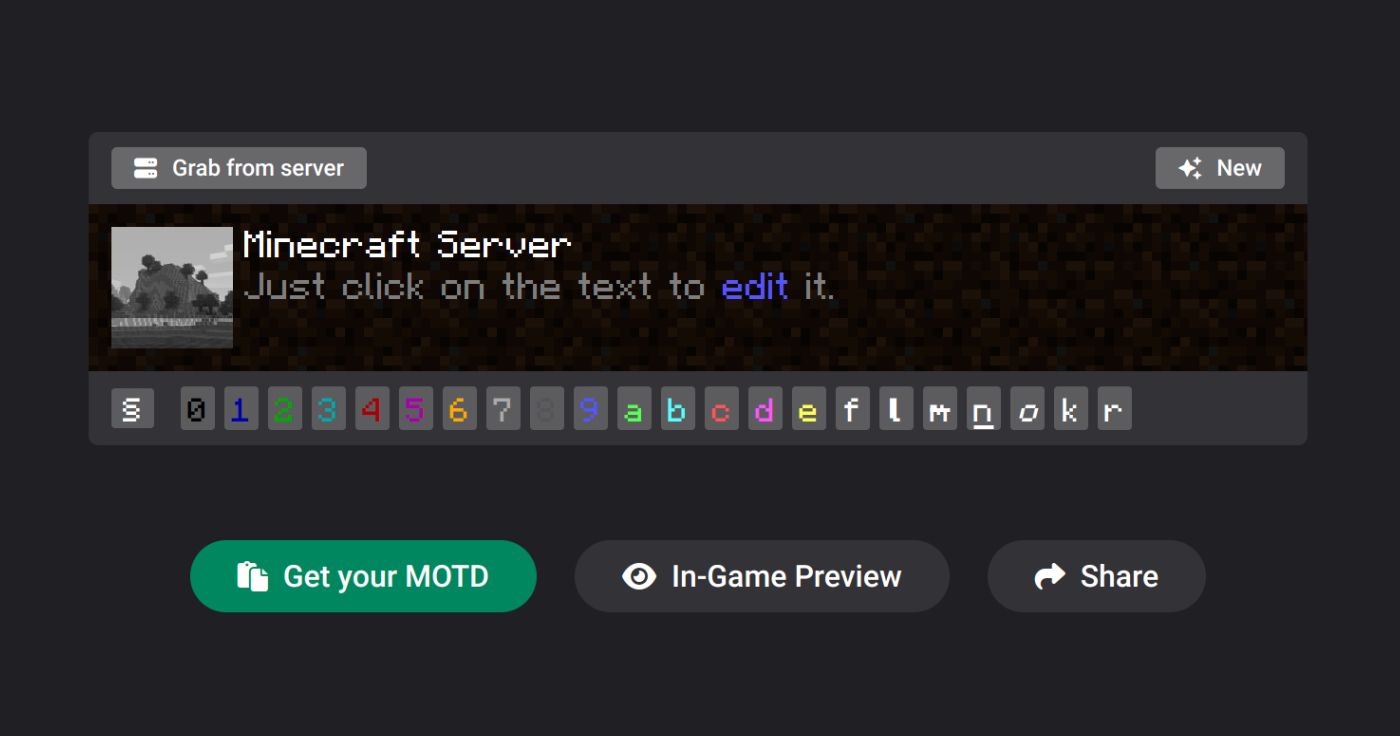 Grab from server
New
Minecraft Server
Just click on the text to edit it.
§ 0 1 2 3 4 5 6 7 8 9 a b c d e f l m n o k r
Get your MOTD
In-Game Preview
Share